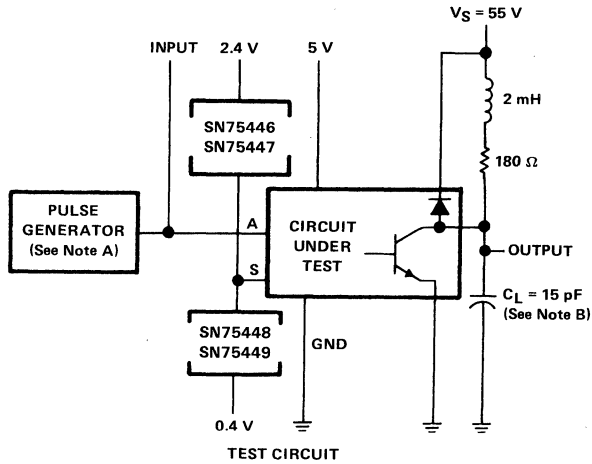 V_S = 55 V
INPUT 2.4 V 5 V
2 mH
SN75446
SN75447
180 Ω
PULSE
GENERATOR
(See Note A)
A
CIRCUIT
UNDER
TEST
OUTPUT
S
C_L = 15 pF
(See Note B)
SN75448
SN75449
GND
0.4 V
TEST CIRCUIT